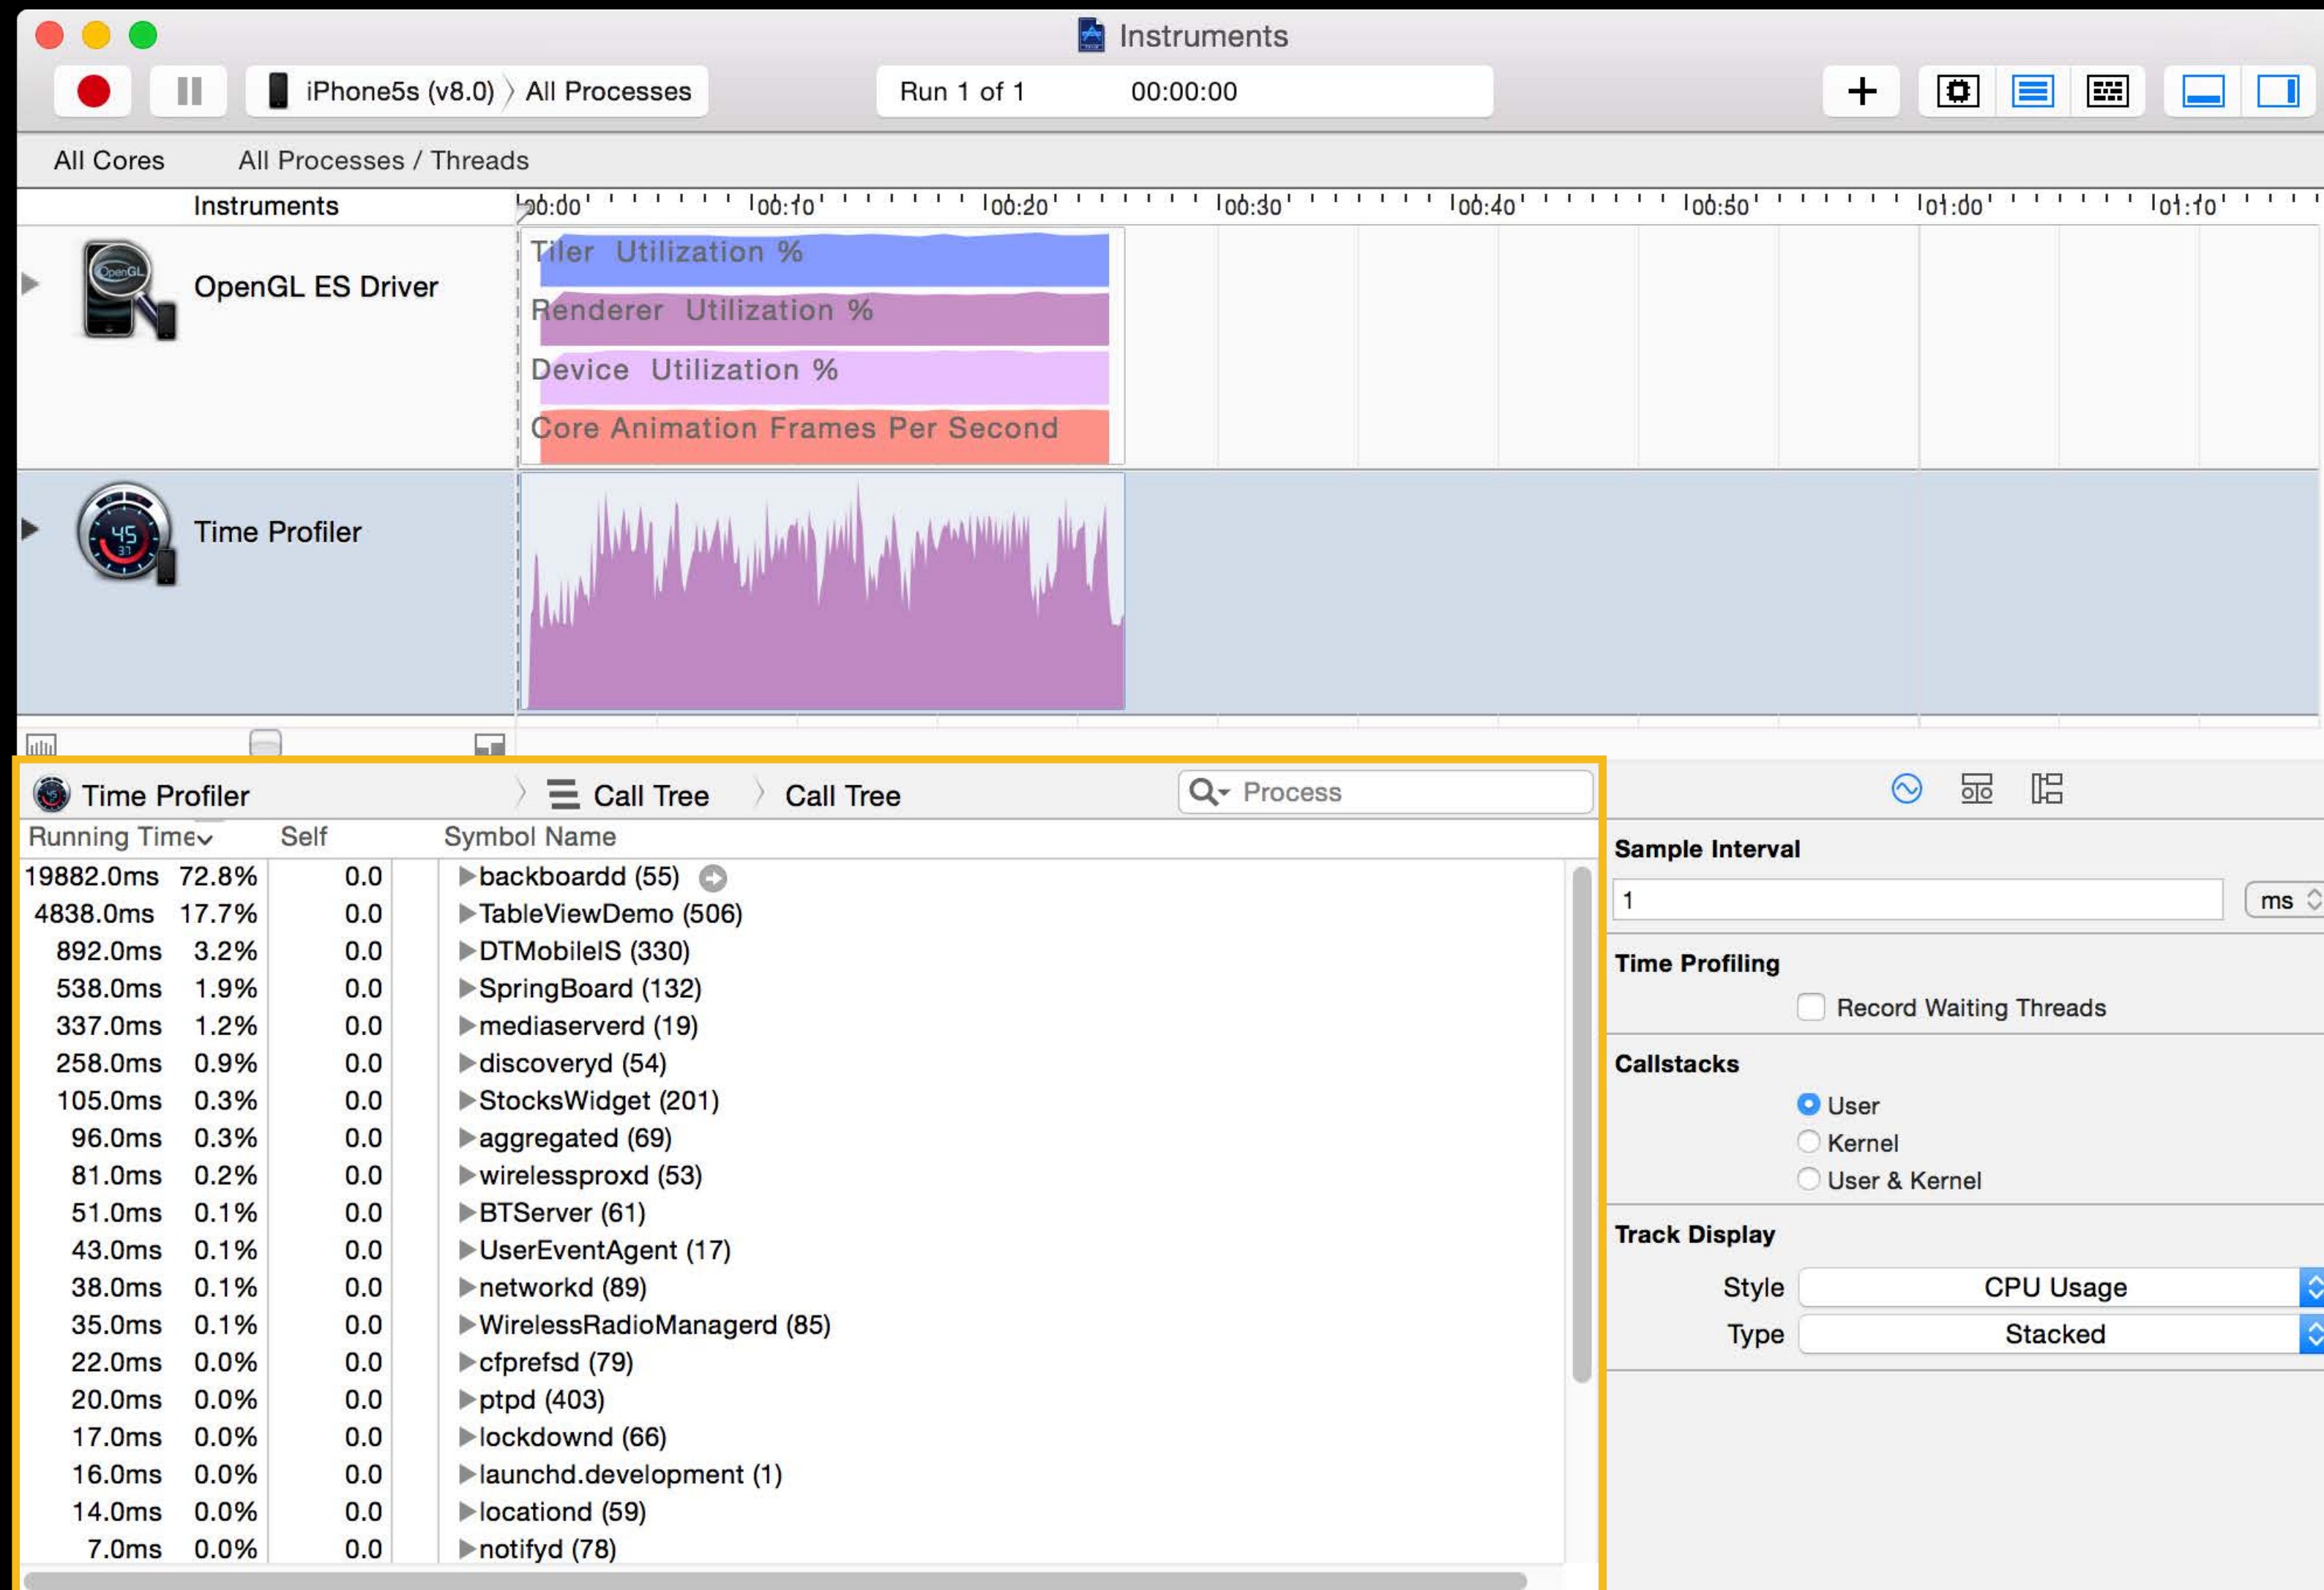 Instruments
iPhone5s (v8.0) 〉 All Processes
Run 1 of 1 00:00:00
All Cores All Processes / Threads
Instruments 00:00 00:10 00:20 00:30 00:40 00:50 01:00 01:10
OpenGL
OpenGL ES Driver
Tiler Utilization %
Renderer Utilization %
Device Utilization %
Core Animation Frames Per Second
45
37
Time Profiler
Time Profiler 〉 Call Tree 〉 Call Tree Process
Running Time Self Symbol Name
19882.0ms 72.8% 0.0 backboardd (55)
4838.0ms 17.7% 0.0 TableViewDemo (506)
892.0ms 3.2% 0.0 DTMobileIS (330)
538.0ms 1.9% 0.0 SpringBoard (132)
337.0ms 1.2% 0.0 mediaserverd (19)
258.0ms 0.9% 0.0 discoveryd (54)
105.0ms 0.3% 0.0 StocksWidget (201)
96.0ms 0.3% 0.0 aggregated (69)
81.0ms 0.2% 0.0 wirelessproxd (53)
51.0ms 0.1% 0.0 BTServer (61)
43.0ms 0.1% 0.0 UserEventAgent (17)
38.0ms 0.1% 0.0 networkd (89)
35.0ms 0.1% 0.0 WirelessRadioManagerd (85)
22.0ms 0.0% 0.0 cfprefsd (79)
20.0ms 0.0% 0.0 ptpd (403)
17.0ms 0.0% 0.0 lockdownd (66)
16.0ms 0.0% 0.0 launchd.development (1)
14.0ms 0.0% 0.0 locationd (59)
7.0ms 0.0% 0.0 notifyd (78)
Sample Interval
1 ms
Time Profiling
Record Waiting Threads
Callstacks
User
Kernel
User & Kernel
Track Display
Style CPU Usage
Type Stacked